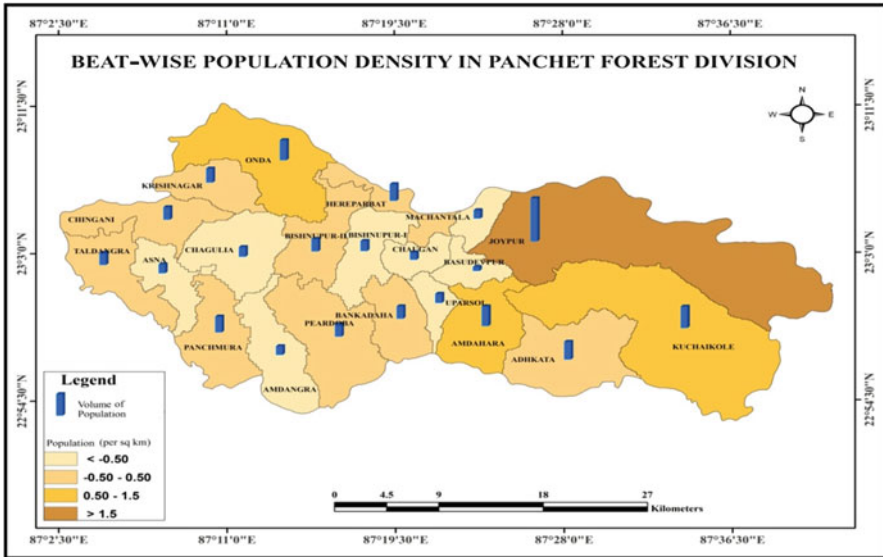 87°2'30"E 87°11'0"E 87°19'30"E 87°28'0"E 87°36'30"E
BEAT-WISE POPULATION DENSITY IN PANCHET FOREST DIVISION
23°11'30"N 23°11'30"N
N
W E
S
ONDA
KRISHNAGAR
HEREPARBAT
CHINGANI
MACHANTALA
JOYPUR
TALDANGRA
ASNA
CHAGULIA
BISHNUPUR-II
BISHNUPUR-I
CHALGAN
BASUDEVPUR
23°3'0"N 23°3'0"N
UPARSOL
BANKADAHA
PEARDOBA
PANCHMURA
AMDAHARA
ADHKATA
KUCHAIKOLE
AMDANGRA
22°54'30"N 22°54'30"N
Legend
Volume of
Population
Population (per sq km)
< -0.50
-0.50 - 0.50
0.50 - 1.5
> 1.5
0 4.5 9 18 27
Kilometers
87°2'30"E 87°11'0"E 87°19'30"E 87°28'0"E 87°36'30"E